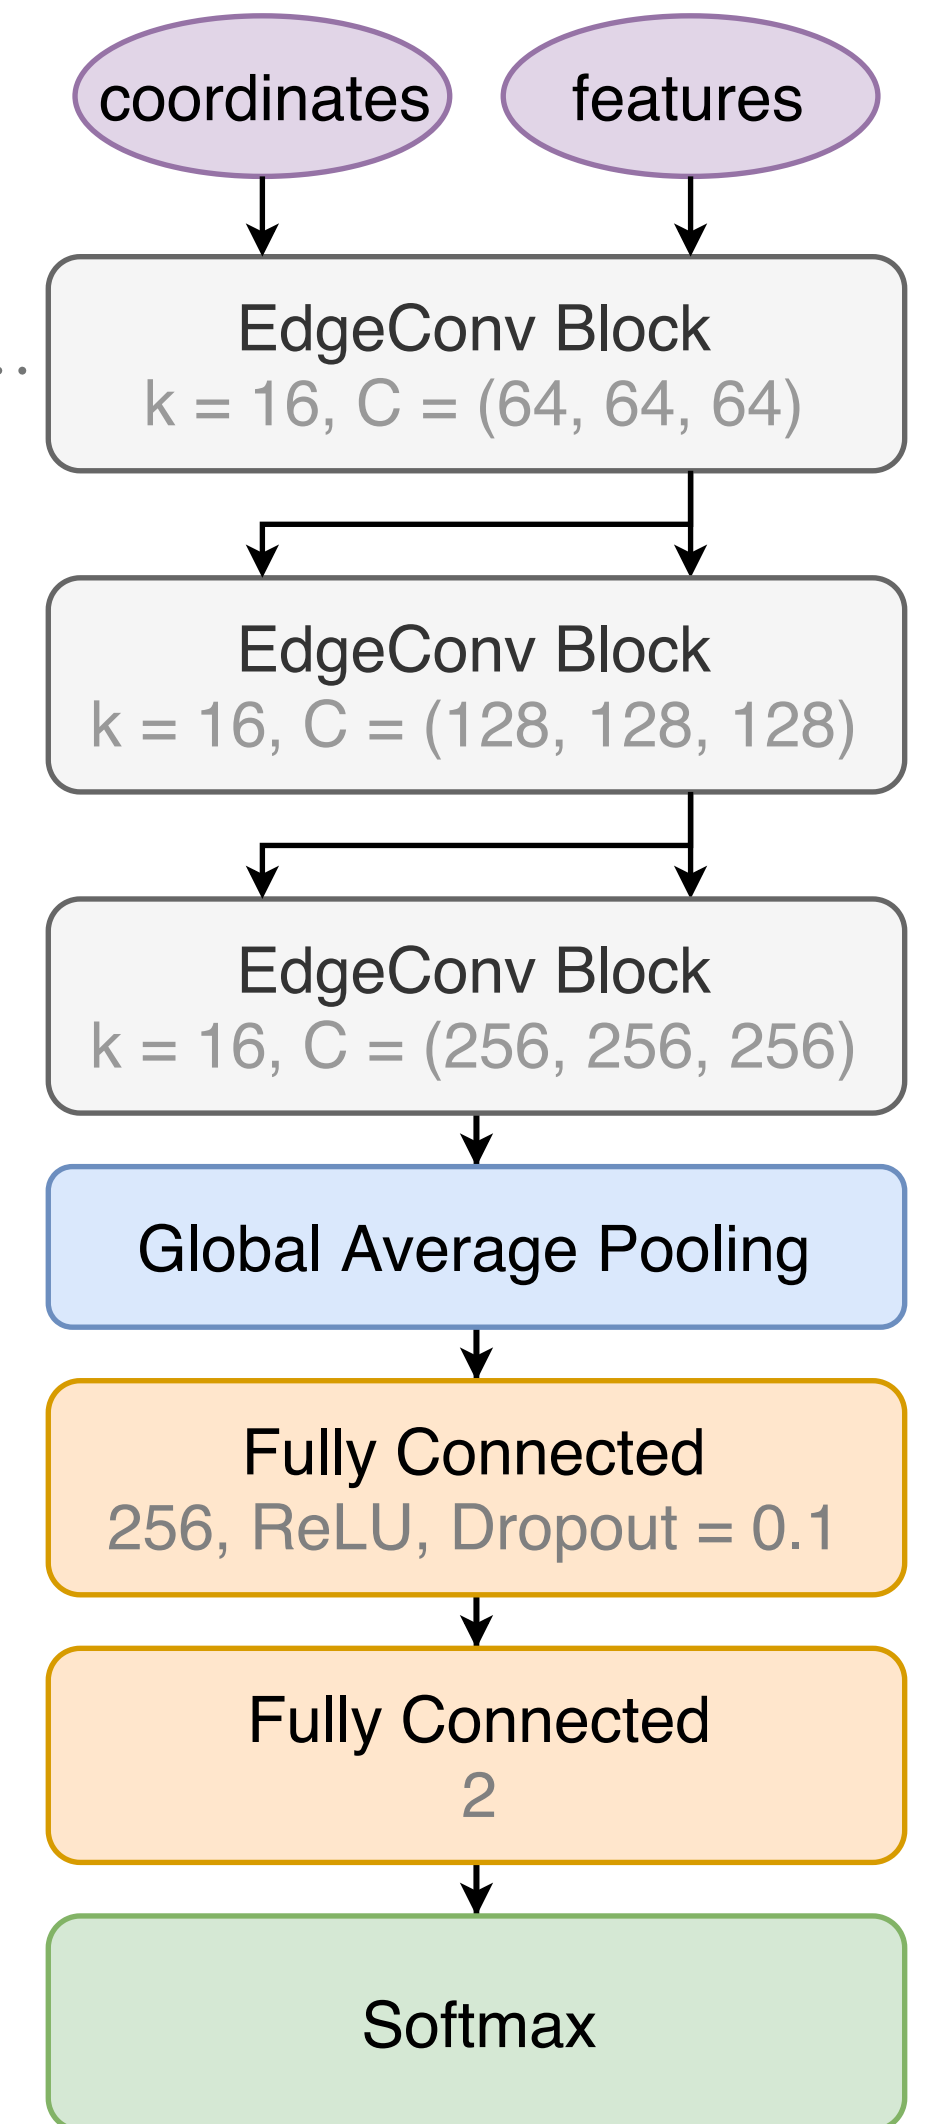 coordinates
features
EdgeConv Block
k = 16, C = (64, 64, 64)
EdgeConv Block
k = 16, C = (128, 128, 128)
EdgeConv Block
k = 16, C = (256, 256, 256)
Global Average Pooling
Fully Connected
256, ReLU, Dropout = 0.1
Fully Connected
2
Softmax